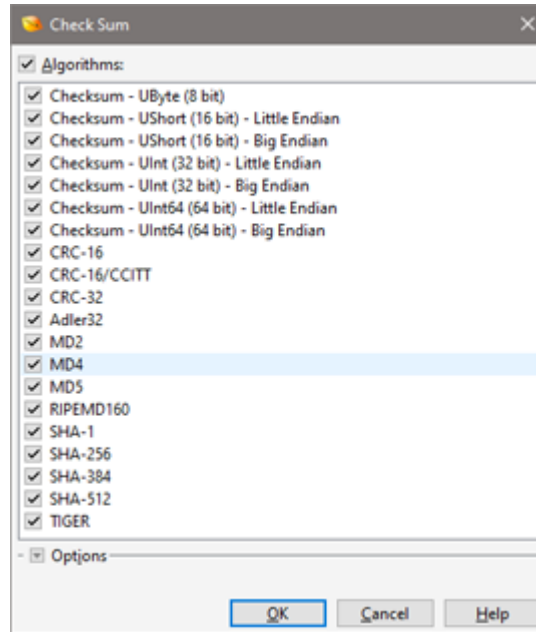 Check Sum
Algorithms:
Checksum - UByte (8 bit)
Checksum - UShort (16 bit) - Little Endian
Checksum - UShort (16 bit) - Big Endian
Checksum - UInt (32 bit) - Little Endian
Checksum - UInt (32 bit) - Big Endian
Checksum - UInt64 (64 bit) - Little Endian
Checksum - UInt64 (64 bit) - Big Endian
CRC-16
CRC-16/CCITT
CRC-32
Adler32
MD2
MD4
MD5
RIPEMD160
SHA-1
SHA-256
SHA-384
SHA-512
TIGER
Options
OK Cancel Help